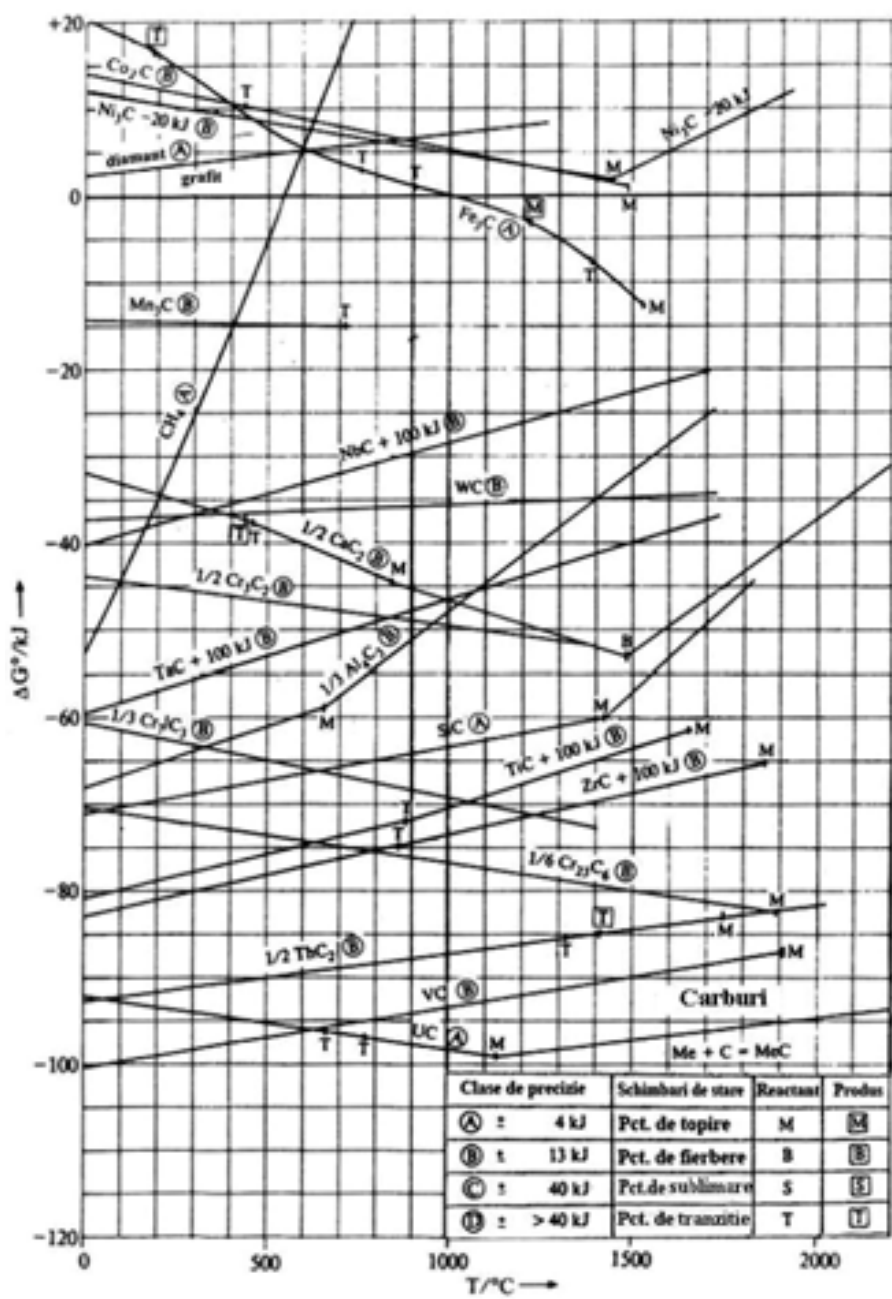 +20
T
Co₂C Ⓑ
T
Ni₃C −20 kJ Ⓑ
Ni₃C −20 kJ
diamant Ⓐ
grafit
T
M
T
M
0
M
Fe₃C Ⓐ
T
M
Mn₃C Ⓑ
T
−20
CH₄ Ⓐ
NbC + 100 kJ Ⓑ
WC Ⓑ
−40
T T
1/2 CaC₂ Ⓑ
M
1/2 Cr₃C₂ Ⓑ
B
TaC + 100 kJ Ⓑ
1/3 Al₄C₃ Ⓑ
−60
M
M
1/3 Cr₇C₃ Ⓑ
SiC Ⓐ
M
TiC + 100 kJ Ⓑ
M
ZrC + 100 kJ Ⓑ
T
T
−80
1/6 Cr₂₃C₆ Ⓑ
M
M
T
T
1/2 ThC₂ Ⓑ
VC Ⓑ
M
Carburi
T
T
UC Ⓐ
M
−100
Me + C = MeC
Clase de precizie Schimbari de stare Reactant Produs
Ⓐ ± 4 kJ Pct. de topire M M
Ⓑ ± 13 kJ Pct. de fierbere B B
Ⓒ ± 40 kJ Pct.de sublimare S S
Ⓓ ± > 40 kJ Pct. de tranzitie T T
−120
0 500 1000 1500 2000
T/°C →
ΔG°/kJ →